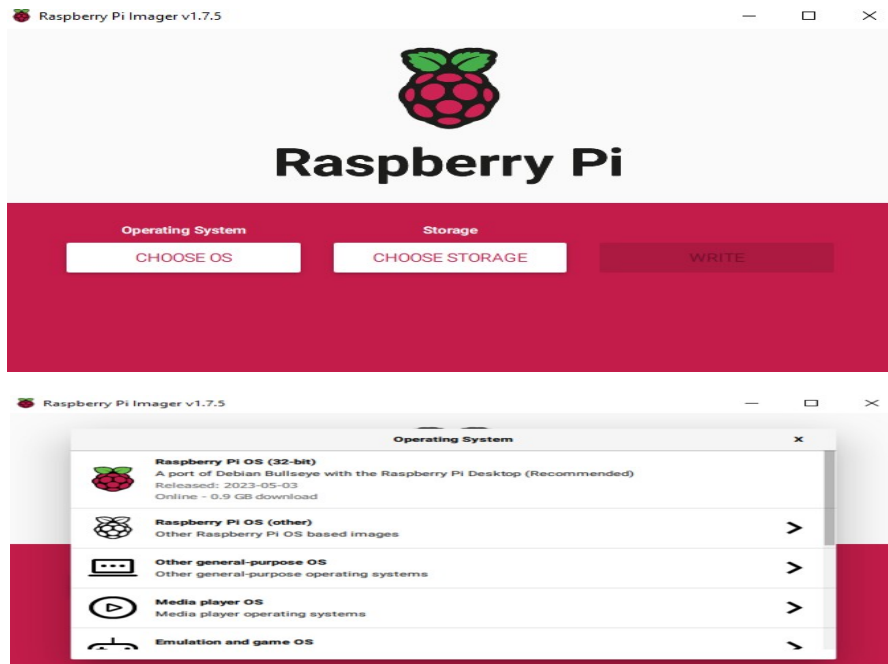 Raspberry Pi Imager v1.7.5
Raspberry Pi
Operating System
Storage
CHOOSE OS
CHOOSE STORAGE
WRITE
Raspberry Pi Imager v1.7.5
Operating System
x
Raspberry Pi OS (32-bit)
A port of Debian Bullseye with the Raspberry Pi Desktop (Recommended)
Released: 2023-05-03
Online - 0.9 GB download
Raspberry Pi OS (other)
Other Raspberry Pi OS based images
Other general-purpose OS
Other general-purpose operating systems
Media player OS
Media player operating systems
Emulation and game OS